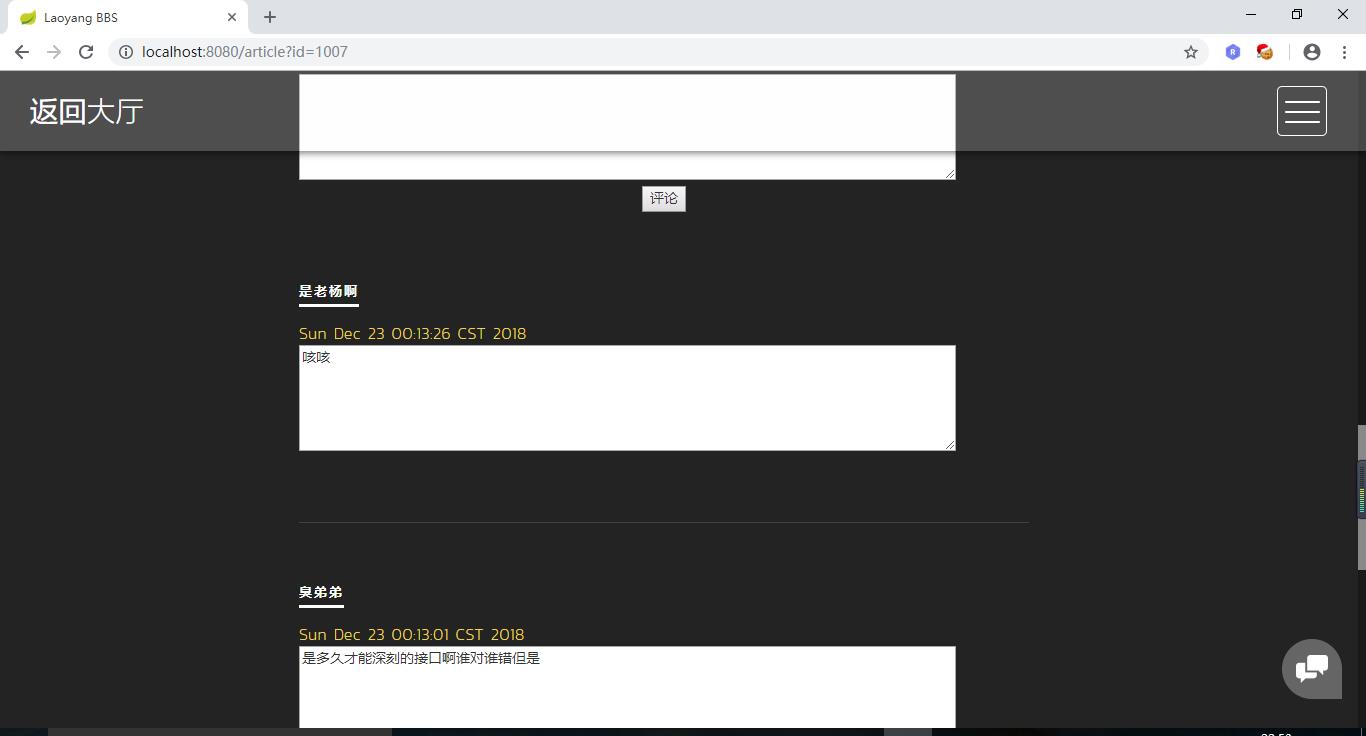 Laoyang BBS
localhost:8080/article?id=1007
返回大厅
评论
是老杨啊
Sun Dec 23 00:13:26 CST 2018
咳咳
臭弟弟
Sun Dec 23 00:13:01 CST 2018
是多久才能深刻的接口啊谁对谁错但是